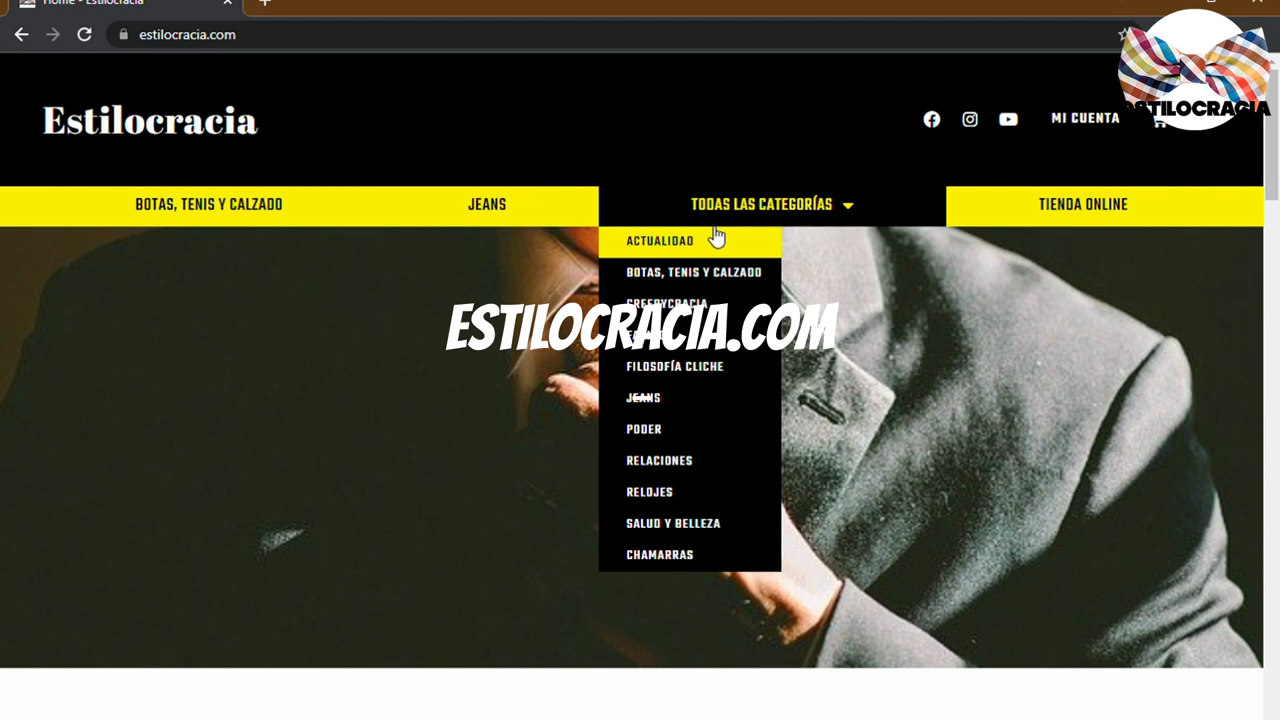 Home - Estilocracia
estilocracia.com
ESTILOCRACIA
Estilocracia
MI CUENTA
BOTAS, TENIS Y CALZADO
JEANS
TODAS LAS CATEGORÍAS
TIENDA ONLINE
ACTUALIDAD
BOTAS, TENIS Y CALZADO
CREEPYCRACIA
ESTILOCRACIA.COM
FILOSOFÍA CLICHE
JEANS
PODER
RELACIONES
RELOJES
SALUD Y BELLEZA
CHAMARRAS